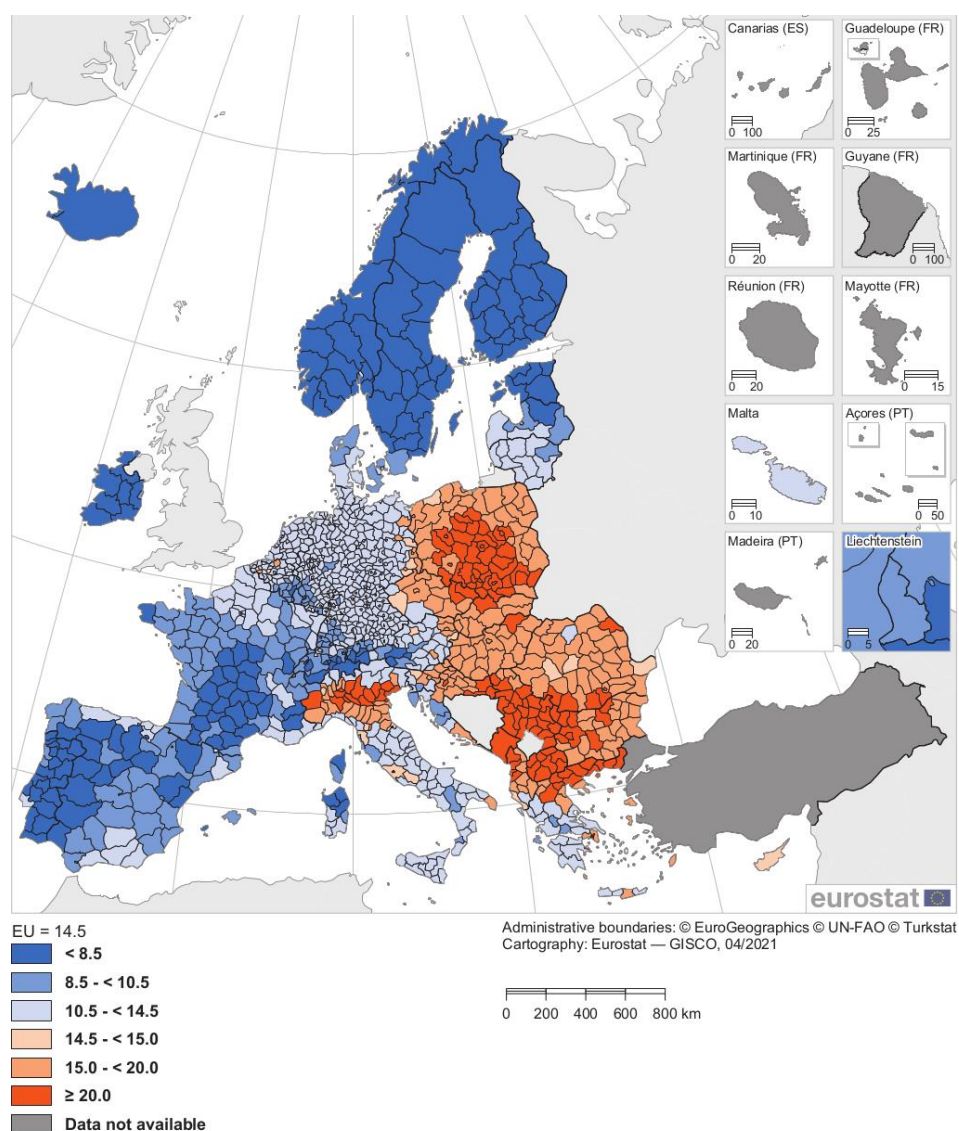 Canarias (ES)
0 100
Guadeloupe (FR)
0 25
Martinique (FR)
0 20
Guyane (FR)
0 100
Réunion (FR)
0 20
Mayotte (FR)
0 15
Malta
0 10
Açores (PT)
0 50
Madeira (PT)
0 20
Liechtenstein
0 5
eurostat
EU = 14.5
< 8.5
8.5 - < 10.5
10.5 - < 14.5
14.5 - < 15.0
15.0 - < 20.0
≥ 20.0
Data not available
Administrative boundaries: © EuroGeographics © UN-FAO © Turkstat
Cartography: Eurostat — GISCO, 04/2021
0 200 400 600 800 km